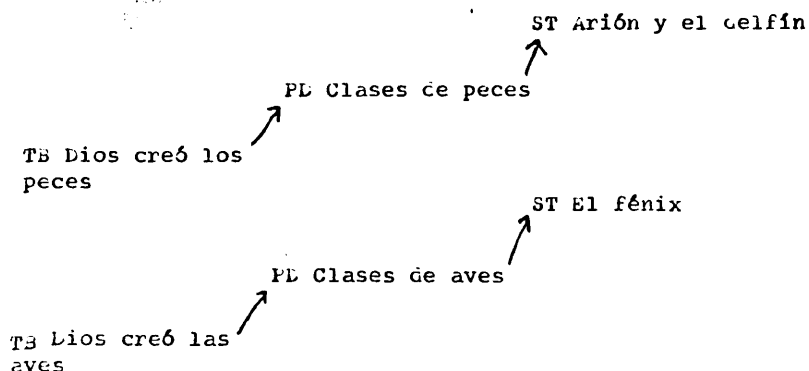 ST Arión y el delfín
PD Clases de peces
TB Dios creó los
peces
ST El fénix
PD Clases de aves
TB Dios creó las
aves